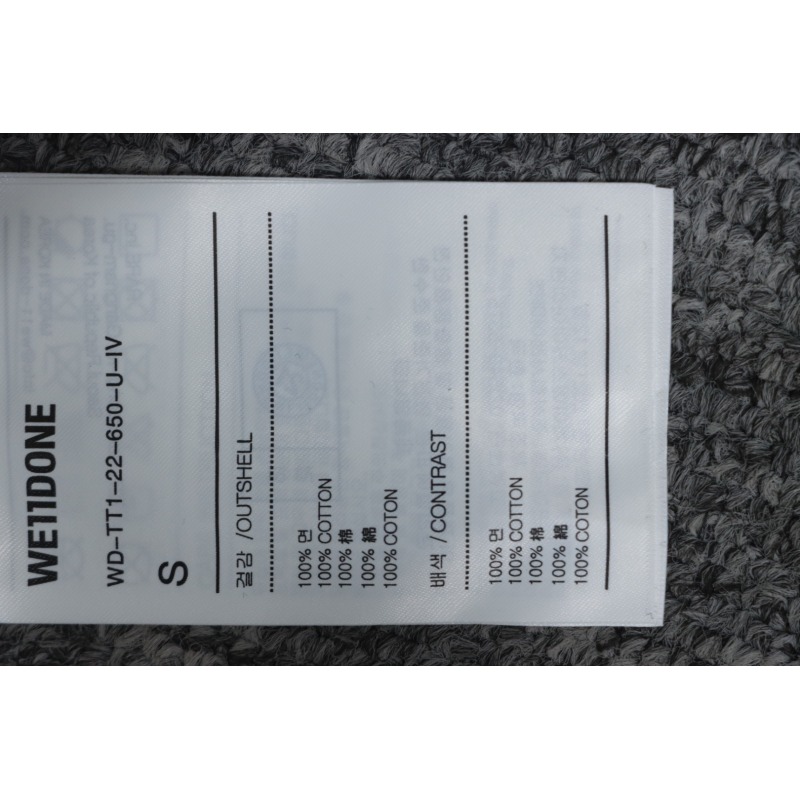 WE11DONE
WD-TT1-22-650-U-IV
S
겉감 /OUTSHELL
100% 면
100% COTTON
100% 棉
100% 綿
100% COTON
배색 /CONTRAST
100% 면
100% COTTON
100% 棉
100% 綿
100% COTON